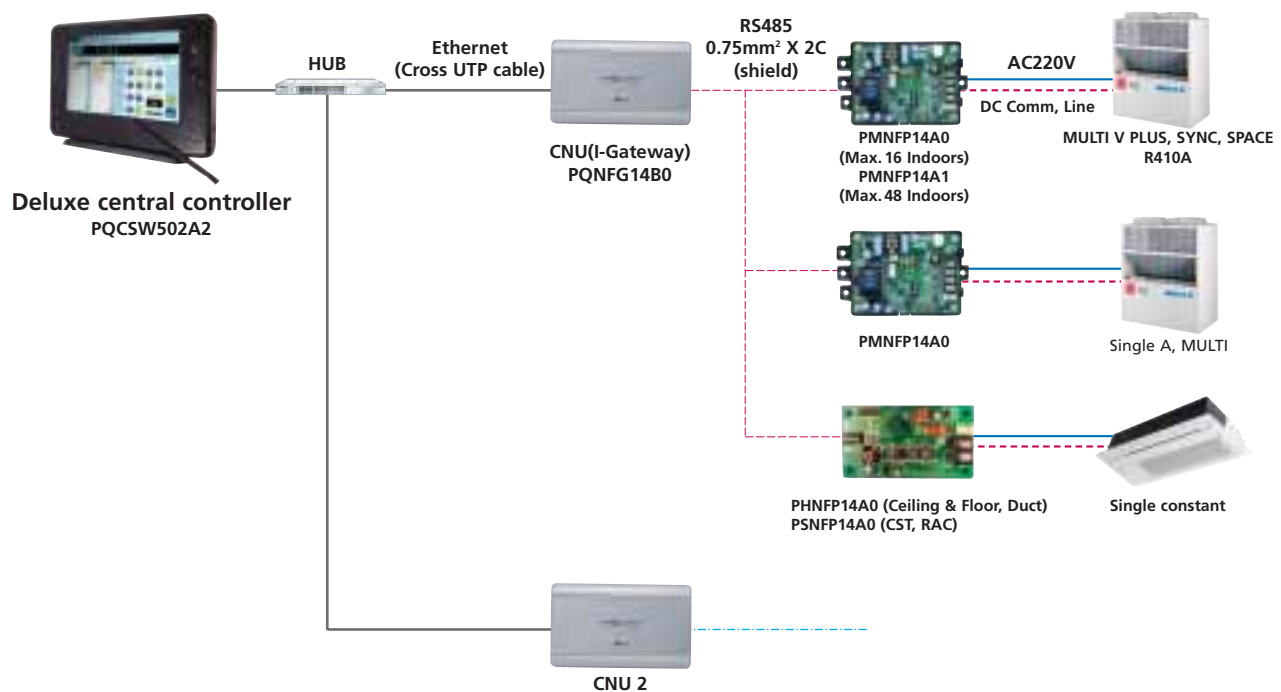 RS485
0.75mm² X 2C
(shield)
Ethernet
(Cross UTP cable)
HUB
AC220V
DC Comm, Line
CNU(I-Gateway)
PQNFG14B0
PMNFP14A0
(Max. 16 Indoors)
PMNFP14A1
(Max. 48 Indoors)
MULTI V PLUS, SYNC, SPACE
R410A
Deluxe central controller
PQCSW502A2
PMNFP14A0
Single A, MULTI
PHNFP14A0 (Ceiling & Floor, Duct)
PSNFP14A0 (CST, RAC)
Single constant
CNU 2